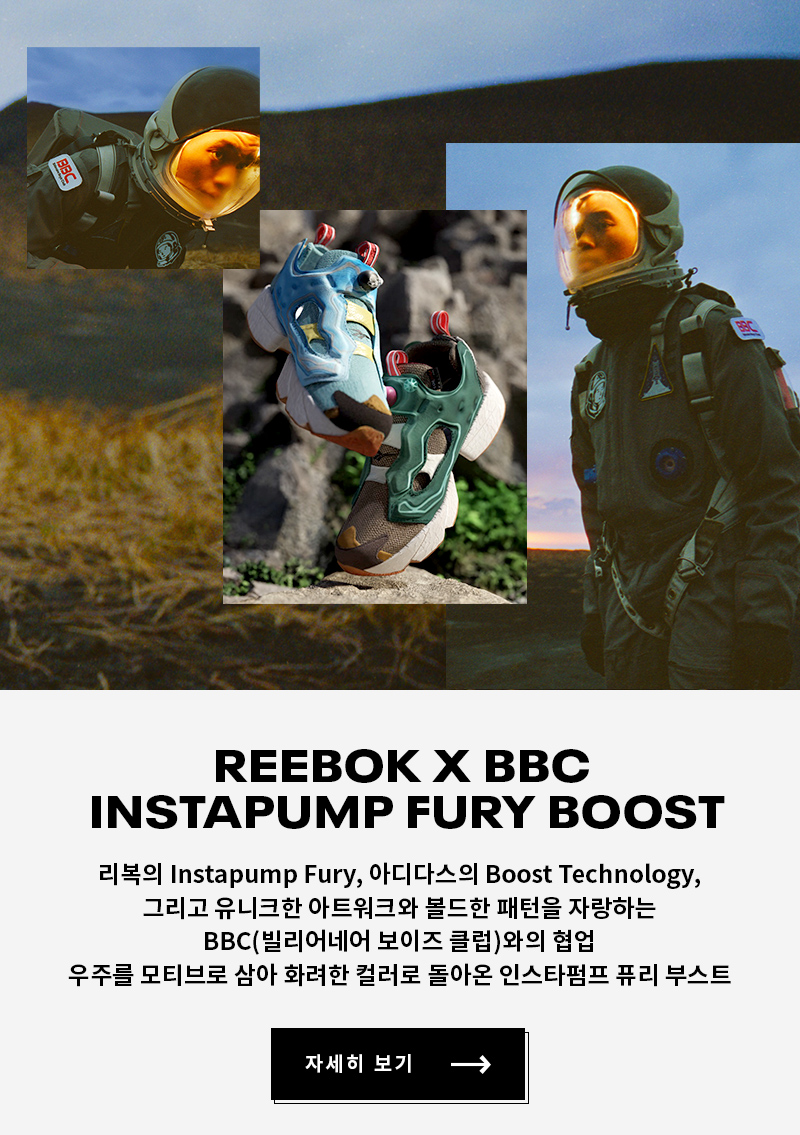 BBC
BBC
REEBOK X BBC
INSTAPUMP FURY BOOST
리복의 Instapump Fury, 아디다스의 Boost Technology,
그리고 유니크한 아트워크와 볼드한 패턴을 자랑하는
BBC(빌리어네어 보이즈 클럽)와의 협업
우주를 모티브로 삼아 화려한 컬러로 돌아온 인스타펌프 퓨리 부스트
자세히 보기